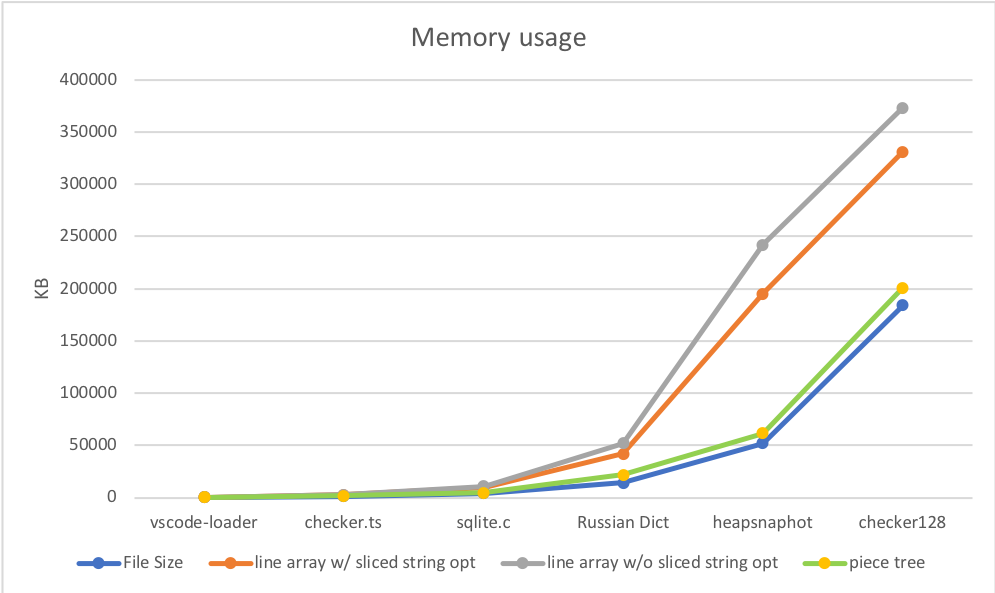 Memory usage
400000
350000
300000
250000
200000
150000
100000
50000
0
KB
vscode-loader checker.ts sqlite.c Russian Dict heapsnaphot checker128
File Size line array w/ sliced string opt line array w/o sliced string opt piece tree